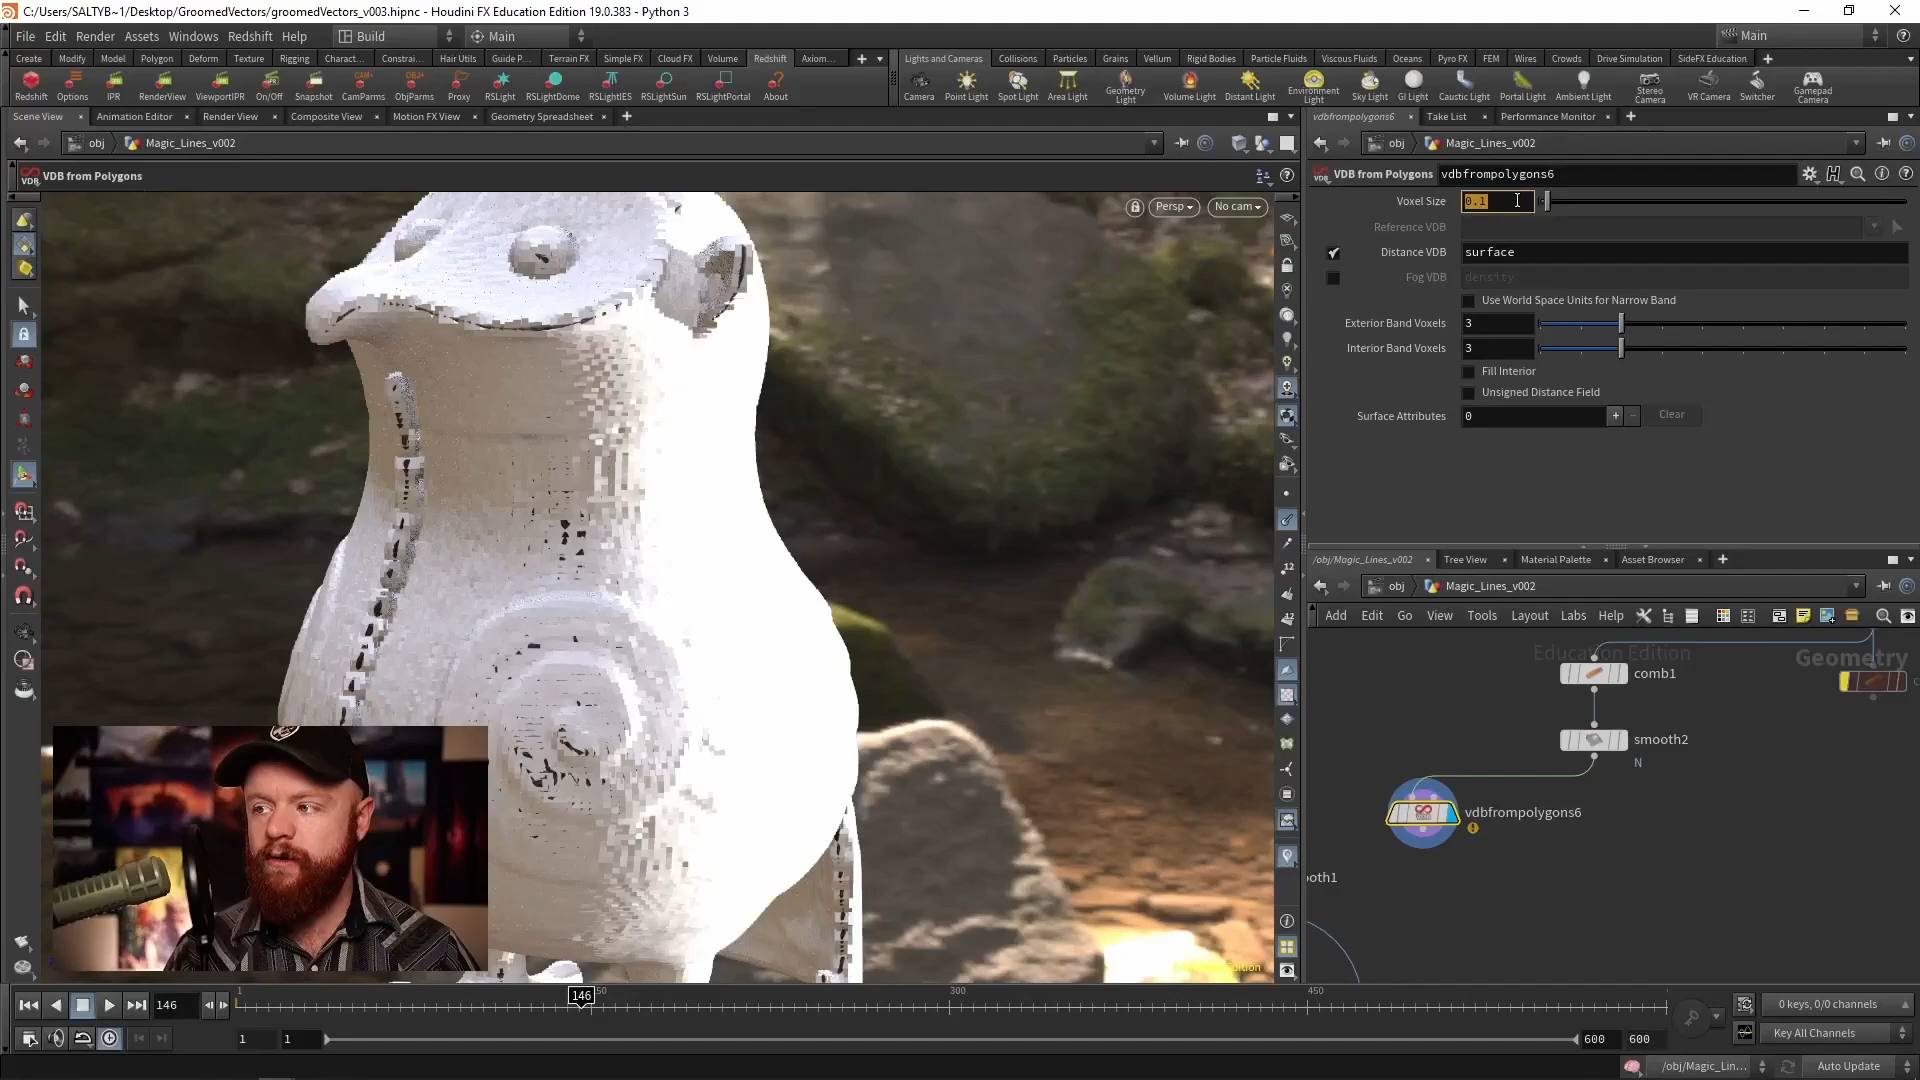 C:/Users/SALTYB~1/Desktop/GroomedVectors/groomedVectors_v003.hipnc - Houdini FX Education Edition 19.0.383 - Python 3
File Edit Render Assets Windows Redshift Help Build Main Main
Create Modify Model Polygon Deform Texture Rigging Charact... Constrai... Hair Utils Guide P... Terrain FX Simple FX Cloud FX Volume Redshift Axiom...
Lights and Cameras Collisions Particles Grains Vellum Rigid Bodies Particle Fluids Viscous Fluids Oceans Pyro FX FEM Wires Crowds Drive Simulation SideFX Education
Redshift Options IPR RenderView ViewportIPR On/Off Snapshot CamParms ObjParms Proxy RSLight RSLightDome RSLightIES RSLightSun RSLightPortal About
Camera Point Light Spot Light Area Light Geometry Light Volume Light Distant Light Environment Light Sky Light GI Light Caustic Light Portal Light Ambient Light Stereo Camera VR Camera Switcher Gamepad Camera
Scene View Animation Editor Render View Composite View Motion FX View Geometry Spreadsheet
vdbfrompolygons6 Take List Performance Monitor
obj Magic_Lines_v002
obj Magic_Lines_v002
VDB from Polygons
VDB from Polygons vdbfrompolygons6
Persp No cam
Voxel Size 0.1
Reference VDB
Distance VDB surface
Fog VDB density
Use World Space Units for Narrow Band
Exterior Band Voxels 3
Interior Band Voxels 3
Fill Interior
Unsigned Distance Field
Surface Attributes 0 Clear
/obj/Magic_Lines_v002 Tree View Material Palette Asset Browser
obj Magic_Lines_v002
Add Edit Go View Tools Layout Labs Help
Education Edition
Geometry
comb1
smooth2
N
vdbfrompolygons6
ooth1
146
1 146 50 300 450
0 keys, 0/0 channels
1 1 600 600
Key All Channels
/obj/Magic_Lin... Auto Update